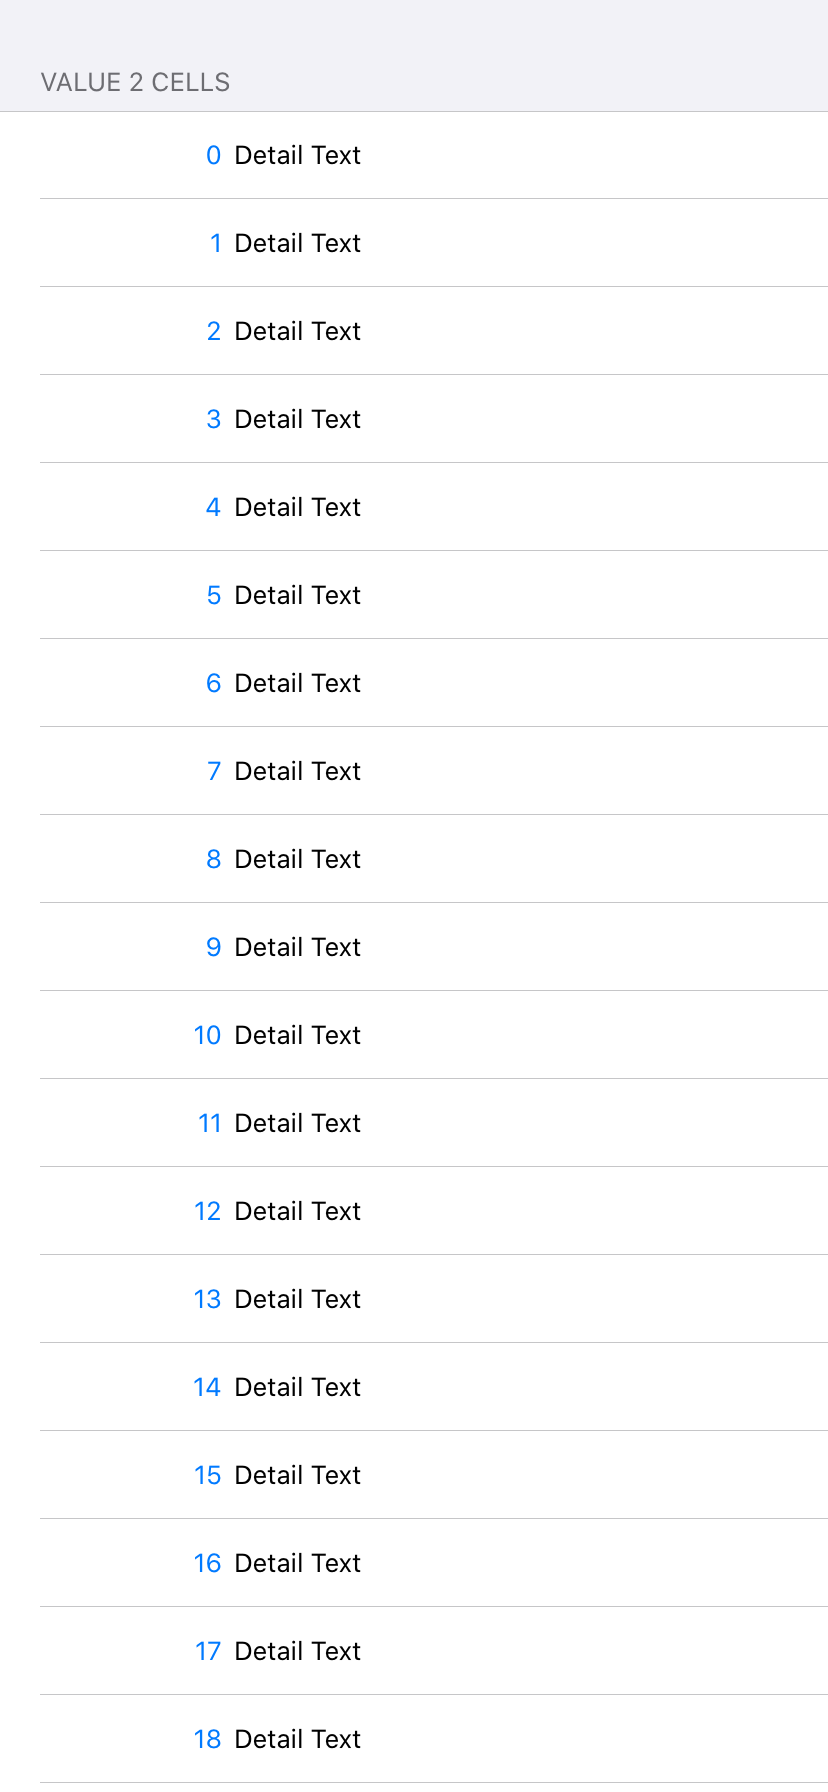 VALUE 2 CELLS
0 Detail Text
1 Detail Text
2 Detail Text
3 Detail Text
4 Detail Text
5 Detail Text
6 Detail Text
7 Detail Text
8 Detail Text
9 Detail Text
10 Detail Text
11 Detail Text
12 Detail Text
13 Detail Text
14 Detail Text
15 Detail Text
16 Detail Text
17 Detail Text
18 Detail Text